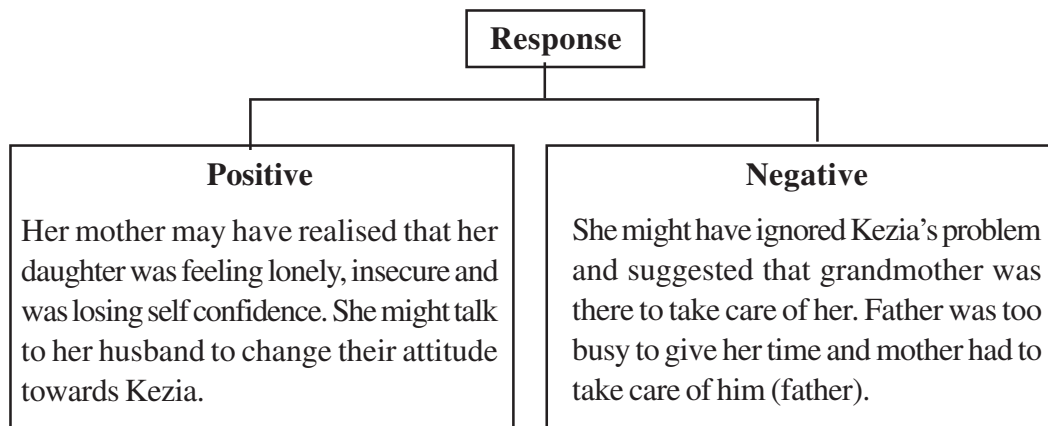 Response
Positive
Her mother may have realised that her
daughter was feeling lonely, insecure and
was losing self confidence. She might talk
to her husband to change their attitude
towards Kezia.
Negative
She might have ignored Kezia's problem
and suggested that grandmother was
there to take care of her. Father was too
busy to give her time and mother had to
take care of him (father).